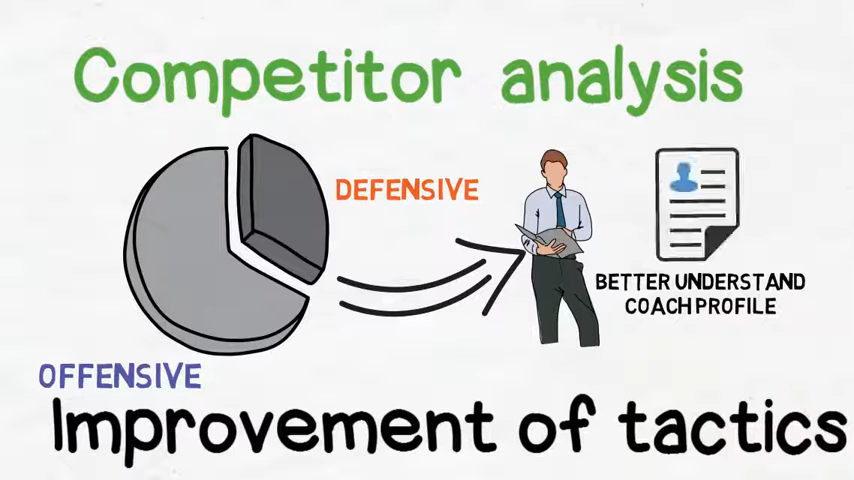 Competitor analysis
DEFENSIVE
BETTER UNDERSTAND
COACH PROFILE
OFFENSIVE
Improvement of tactics